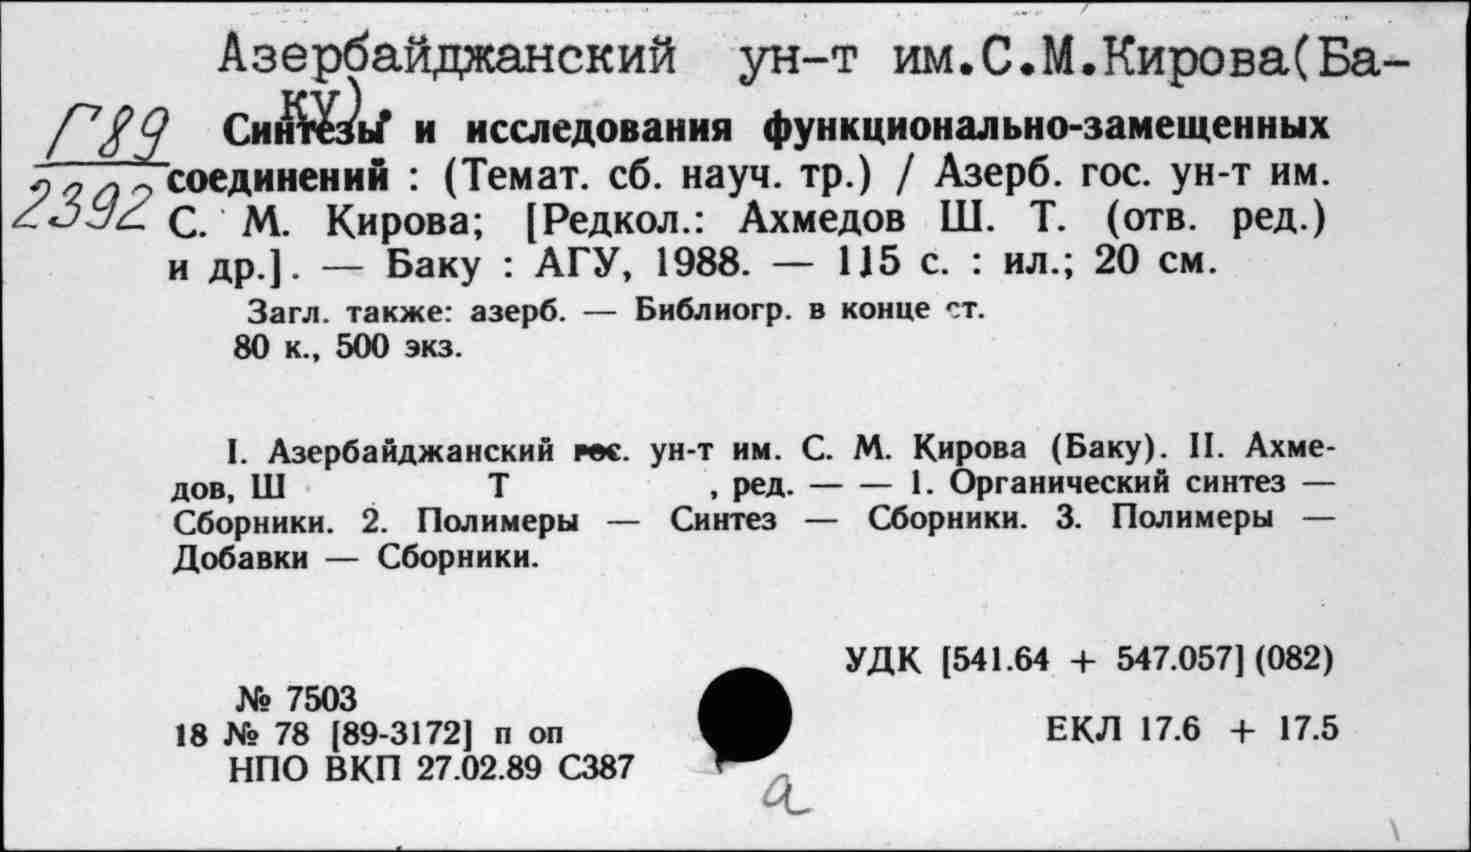 Азербайджанский ун-т им.С.М.Кирова(Ба-
ку).
Г89
2392
Синтезы и исследования функционально-замещенных
соединений : (Темат. сб. науч. тр.) / Азерб. гос. ун-т им.
С. М. Кирова; [Редкол.: Ахмедов Ш. Т. (отв. ред.)
и др.]. — Баку : АГУ, 1988. — 115 с. : ил.; 20 см.
Загл. также: азерб. — Библиогр. в конце ст.
80 к., 500 экз.
I. Азербайджанский гос. ун-т им. С. М. Кирова (Баку). II. Ахме-
дов, Ш Т , ред. — — 1. Органический синтез —
Сборники. 2. Полимеры — Синтез — Сборники. 3. Полимеры —
Добавки — Сборники.
УДК [541.64 + 547.057] (082)
№ 7503
18 № 78 [89-3172] п оп
ЕКЛ 17.6 + 17.5
НПО ВКП 27.02.89 С387
а